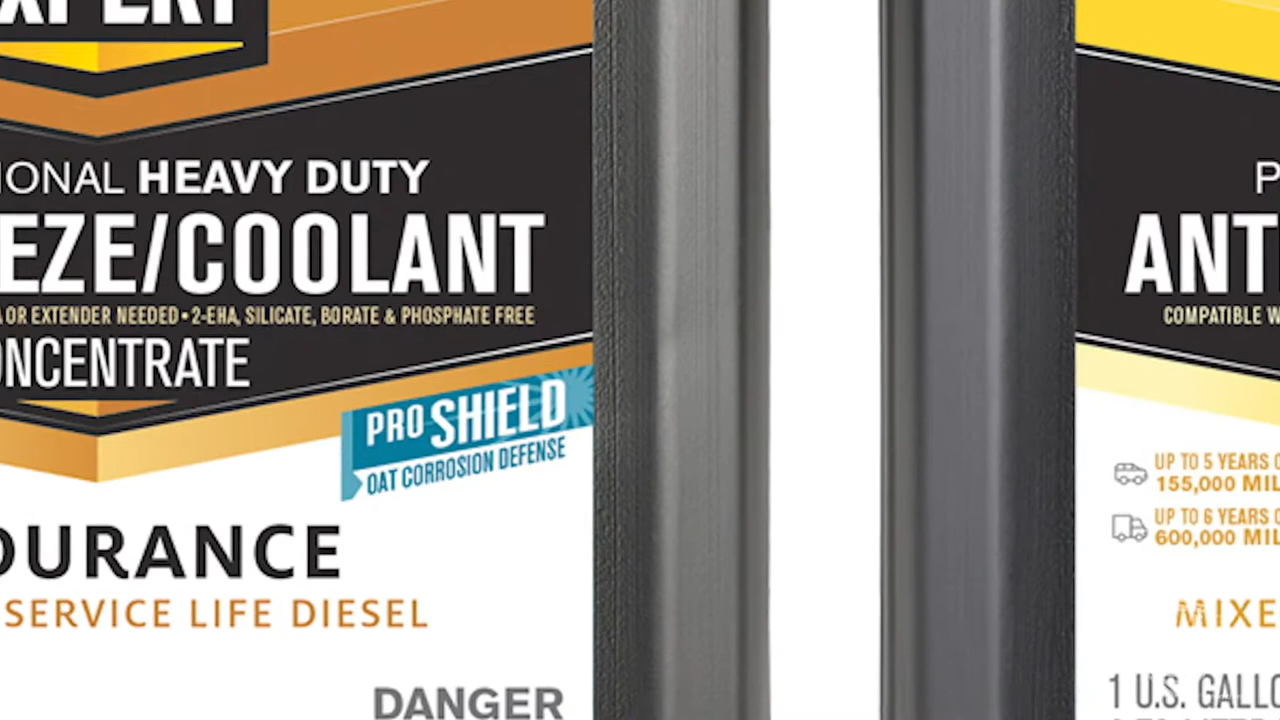 XPERT
IONAL HEAVY DUTY
EZE/COOLANT
A OR EXTENDER NEEDED • 2-EHA, SILICATE, BORATE & PHOSPHATE FREE
ONCENTRATE
PRO SHIELD
OAT CORROSION DEFENSE
DURANCE
SERVICE LIFE DIESEL
DANGER
P
ANT
COMPATIBLE W
UP TO 5 YEARS O
155,000 MIL
UP TO 6 YEARS O
600,000 MIL
MIXE
1 U.S. GALLO